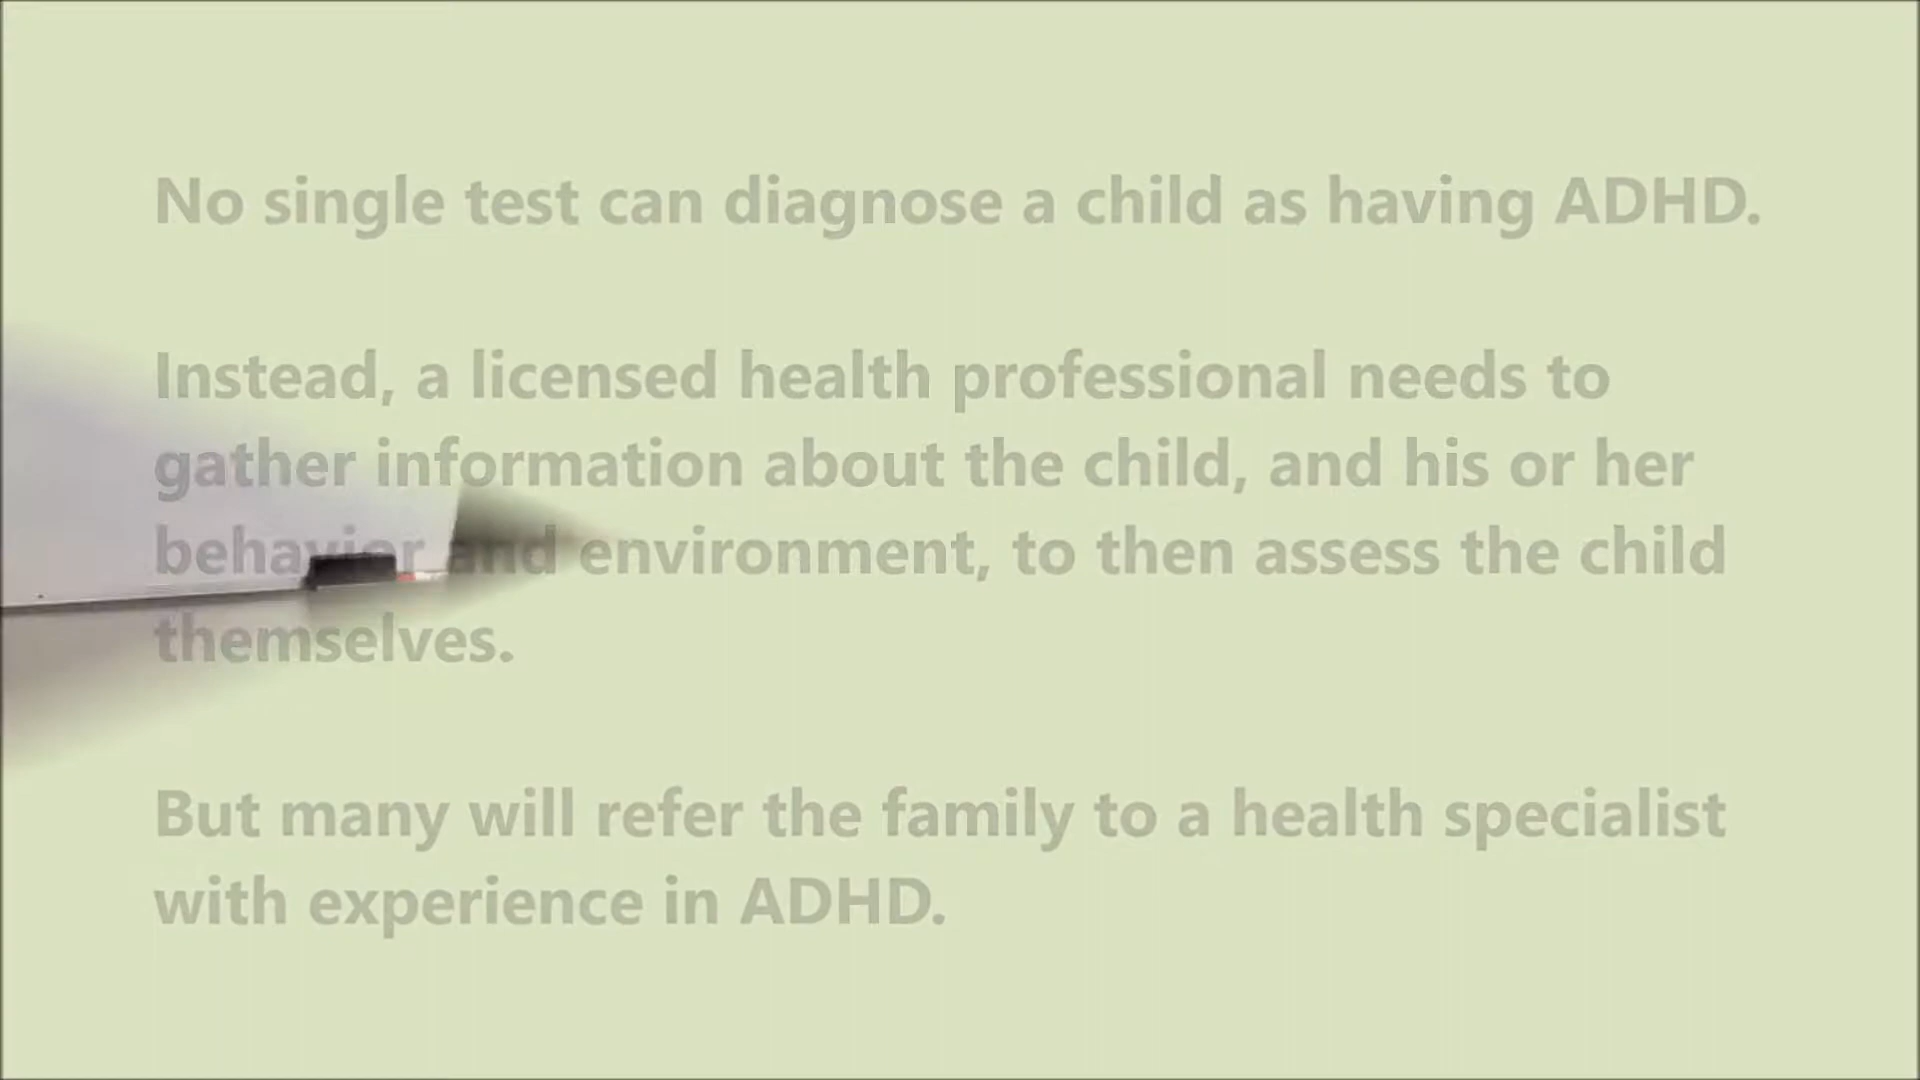 No single test can diagnose a child as having ADHD.
Instead, a licensed health professional needs to
gather information about the child, and his or her
behavior and environment, to then assess the child
themselves.
But many will refer the family to a health specialist
with experience in ADHD.